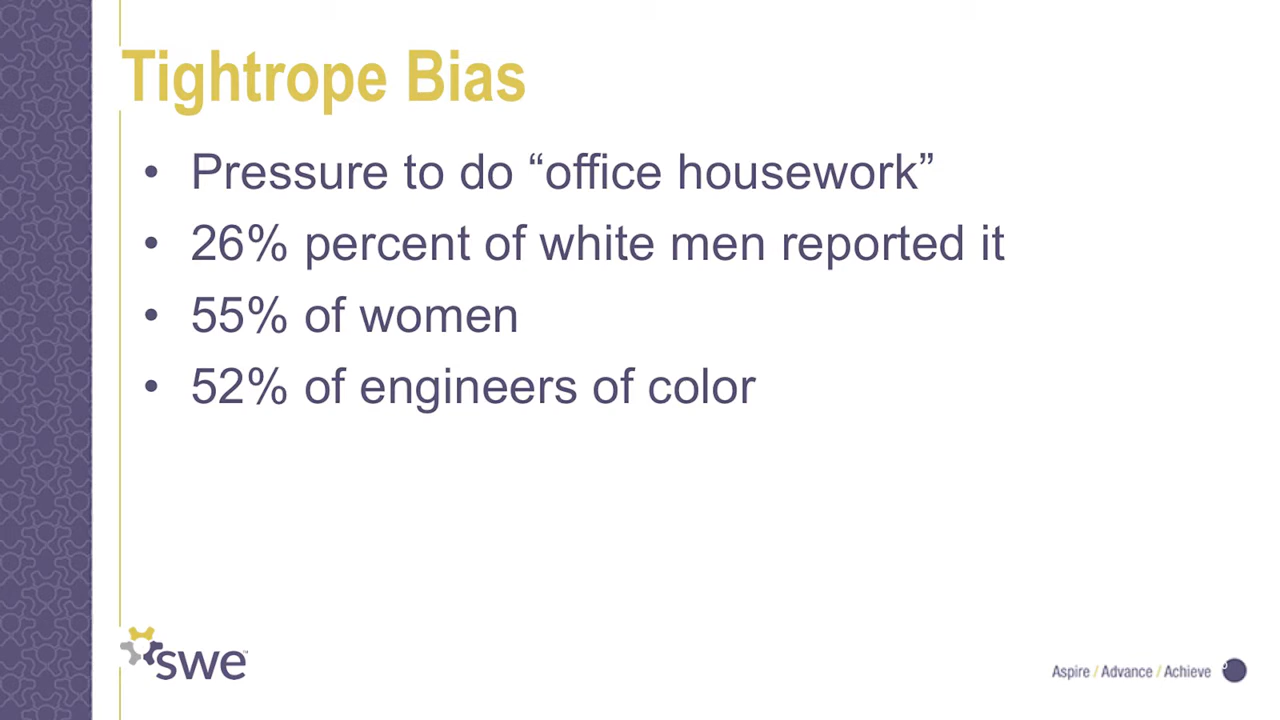 Tightrope Bias
• Pressure to do “office housework”
• 26% percent of white men reported it
• 55% of women
• 52% of engineers of color
swe™
Aspire / Advance / Achieve